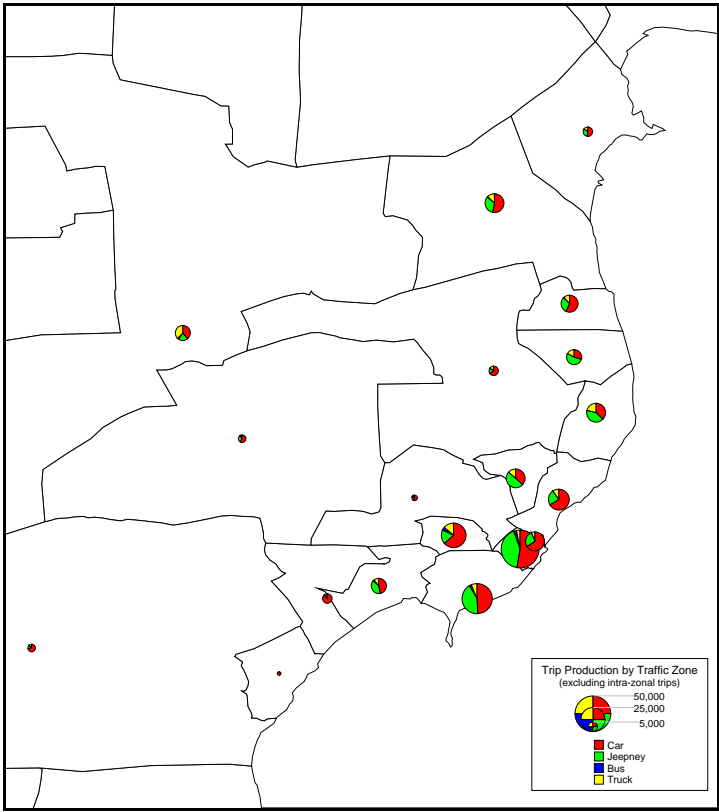 Trip Production by Traffic Zone
(excluding intra-zonal trips)
50,000
25,000
5,000
Car
Jeepney
Bus
Truck